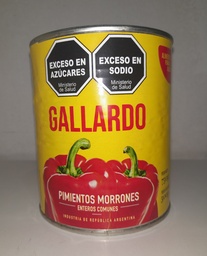 EXCESO EN
AZÚCARES
Ministerio
de Salud
EXCESO EN
SODIO
Ministerio
de Salud
GALLARDO
PIMIENTOS MORRONES
ENTEROS COMUNES
INDUSTRIA DE REPUBLICA ARGENTINA